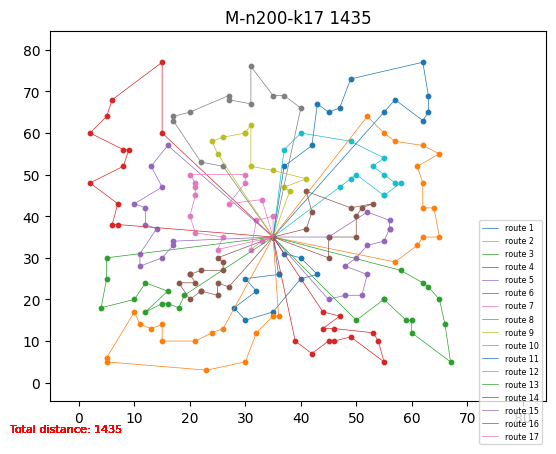 M-n200-k17 1435
80
70
60
50
40
30
20
10
0
route 1
route 2
route 3
route 4
route 5
route 6
route 7
route 8
route 9
route 10
route 11
route 12
route 13
route 14
route 15
route 16
route 17
0 10 20 30 40 50 60 70 80
Total distance: 1435